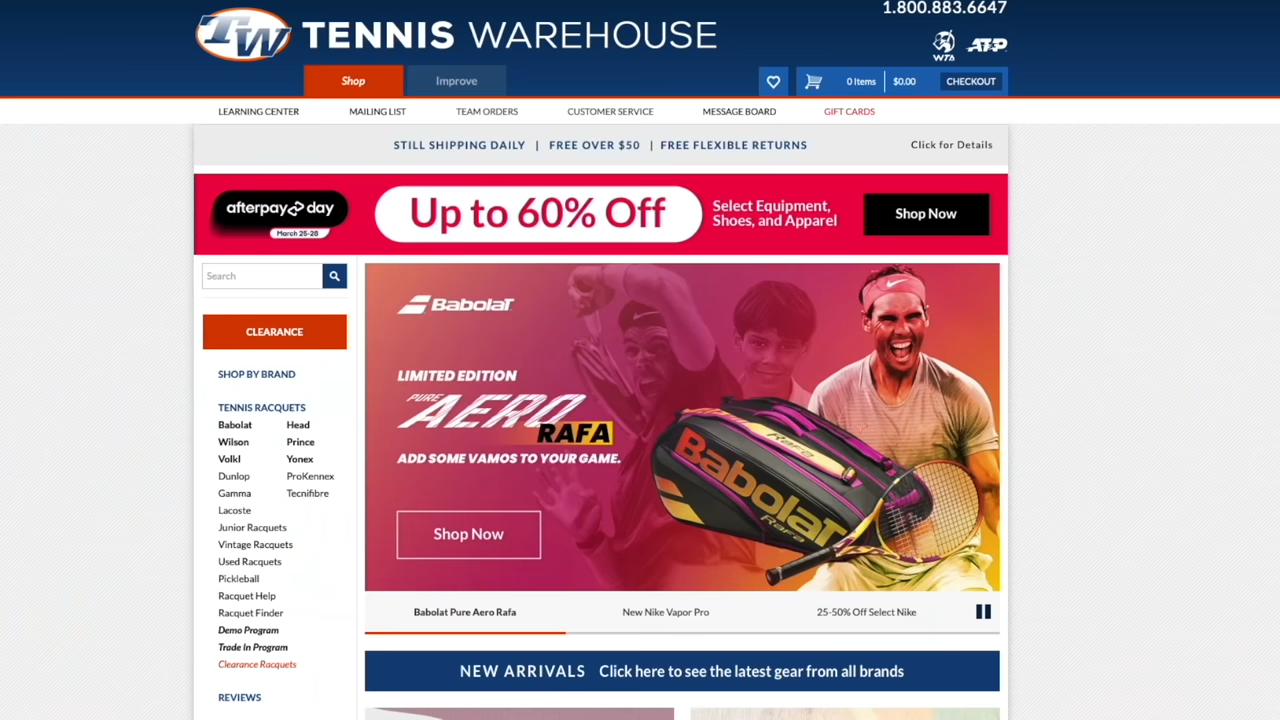 1.800.883.6647
TW TENNIS WAREHOUSE
WTA ATP
Shop Improve
0 Items $0.00 CHECKOUT
LEARNING CENTER MAILING LIST TEAM ORDERS CUSTOMER SERVICE MESSAGE BOARD GIFT CARDS
STILL SHIPPING DAILY | FREE OVER $50 | FREE FLEXIBLE RETURNS Click for Details
afterpay day
March 25-28
Up to 60% Off
Select Equipment,
Shoes, and Apparel
Shop Now
Search
CLEARANCE
SHOP BY BRAND
TENNIS RACQUETS
Babolat Head
Wilson Prince
Volkl Yonex
Dunlop ProKennex
Gamma Tecnifibre
Lacoste
Junior Racquets
Vintage Racquets
Used Racquets
Pickleball
Racquet Help
Racquet Finder
Demo Program
Trade In Program
Clearance Racquets
REVIEWS
Babolat
LIMITED EDITION
PURE AERO
RAFA
ADD SOME VAMOS TO YOUR GAME.
Shop Now
Rafa
Babolat
Rafa
Babolat Pure Aero Rafa New Nike Vapor Pro 25-50% Off Select Nike
NEW ARRIVALS Click here to see the latest gear from all brands